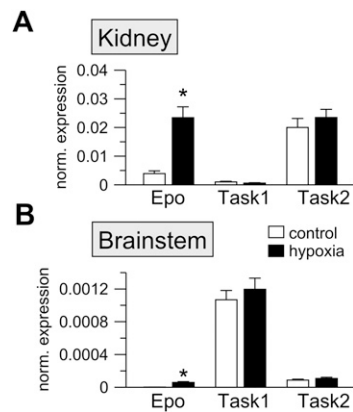 A
Kidney
norm. expression
0.04
0.03
0.02
0.01
0
*
Epo Task1 Task2
B
Brainstem
control
hypoxia
norm. expression
0.0012
0.0008
0.0004
0
*
Epo Task1 Task2